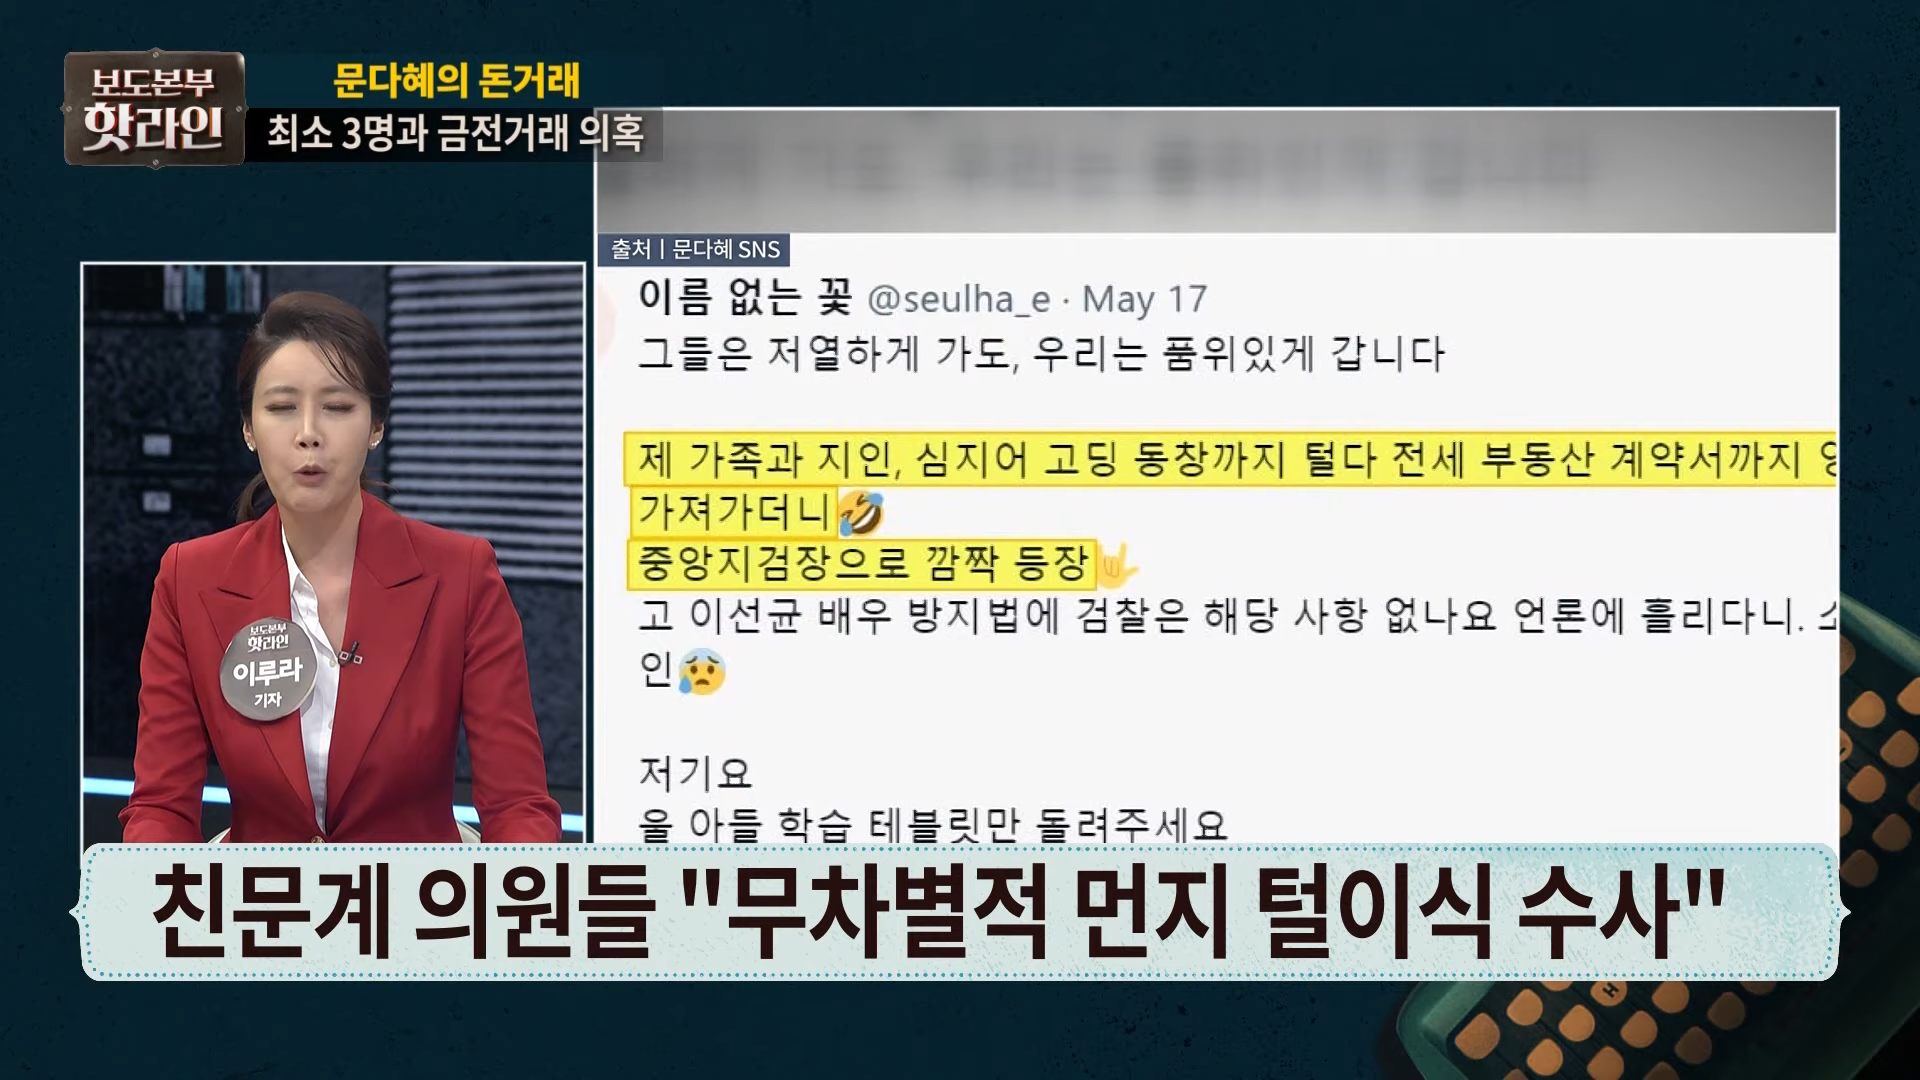 보도본부
핫라인
문다혜의 돈거래
최소 3명과 금전거래 의혹
출처 | 문다혜 SNS
이름 없는 꽃 @seulha_e · May 17
그들은 저열하게 가도, 우리는 품위있게 갑니다
제 가족과 지인, 심지어 고딩 동창까지 털다 전세 부동산 계약서까지
가져가더니🤣
중앙지검장으로 깜짝 등장🤟
고 이선균 배우 방지법에 검찰은 해당 사항 없나요 언론에 흘리다니.
인😰
저기요
울 아들 학습 테블릿만 돌려주세요
보도본부
핫라인
이루라
기자
친문계 의원들 "무차별적 먼지 털이식 수사"